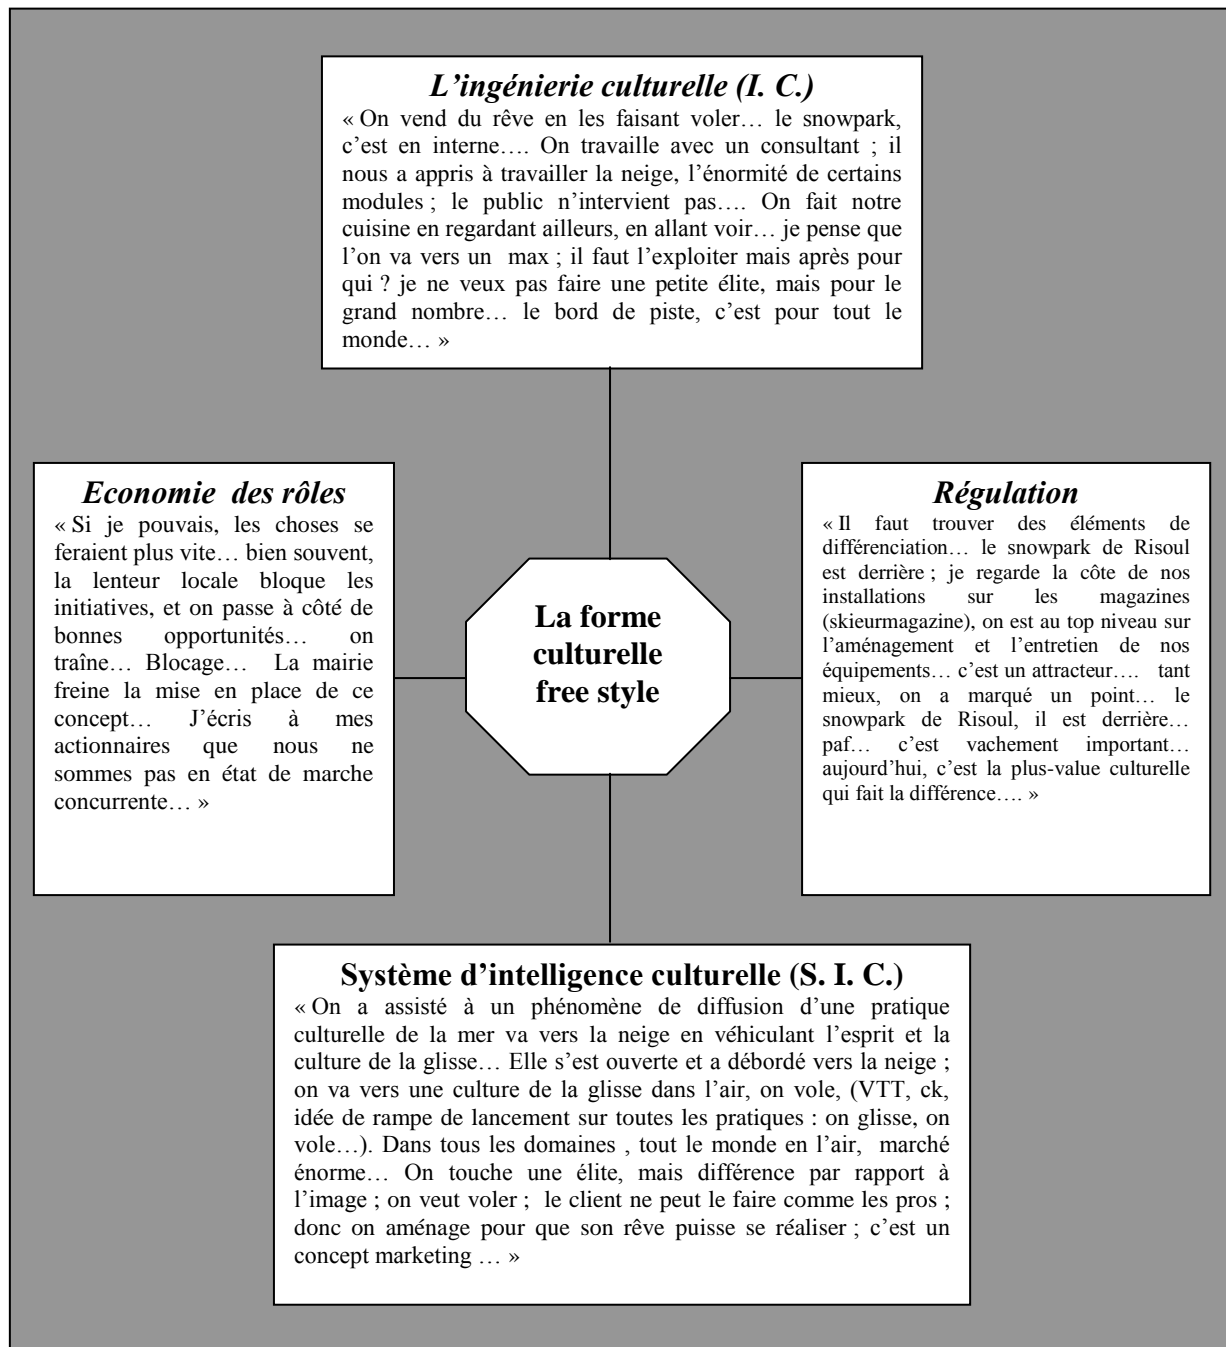 L’ingénierie culturelle (I. C.)
« On vend du rêve en les faisant voler… le snowpark,
c’est en interne…. On travaille avec un consultant ; il
nous a appris à travailler la neige, l’énormité de certains
modules ; le public n’intervient pas…. On fait notre
cuisine en regardant ailleurs, en allant voir… je pense que
l’on va vers un max ; il faut l’exploiter mais après pour
qui ? je ne veux pas faire une petite élite, mais pour le
grand nombre… le bord de piste, c’est pour tout le
monde… »
Economie des rôles
« Si je pouvais, les choses se
feraient plus vite… bien souvent,
la lenteur locale bloque les
initiatives, et on passe à côté de
bonnes opportunités… on
traîne… Blocage… La mairie
freine la mise en place de ce
concept… J’écris à mes
actionnaires que nous ne
sommes pas en état de marche
concurrente… »
La forme
culturelle
free style
Régulation
« Il faut trouver des éléments de
différenciation… le snowpark de Risoul
est derrière ; je regarde la côte de nos
installations sur les magazines
(skieurmagazine), on est au top niveau sur
l’aménagement et l’entretien de nos
équipements… c’est un attracteur…. tant
mieux, on a marqué un point… le
snowpark de Risoul, il est derrière…
paf… c’est vachement important…
aujourd’hui, c’est la plus-value culturelle
qui fait la différence…. »
Système d’intelligence culturelle (S. I. C.)
« On a assisté à un phénomène de diffusion d’une pratique
culturelle de la mer va vers la neige en véhiculant l’esprit et la
culture de la glisse… Elle s’est ouverte et a débordé vers la neige ;
on va vers une culture de la glisse dans l’air, on vole, (VTT, ck,
idée de rampe de lancement sur toutes les pratiques : on glisse, on
vole…). Dans tous les domaines , tout le monde en l’air, marché
énorme… On touche une élite, mais différence par rapport à
l’image ; on veut voler ; le client ne peut le faire comme les pros ;
donc on aménage pour que son rêve puisse se réaliser ; c’est un
concept marketing … »